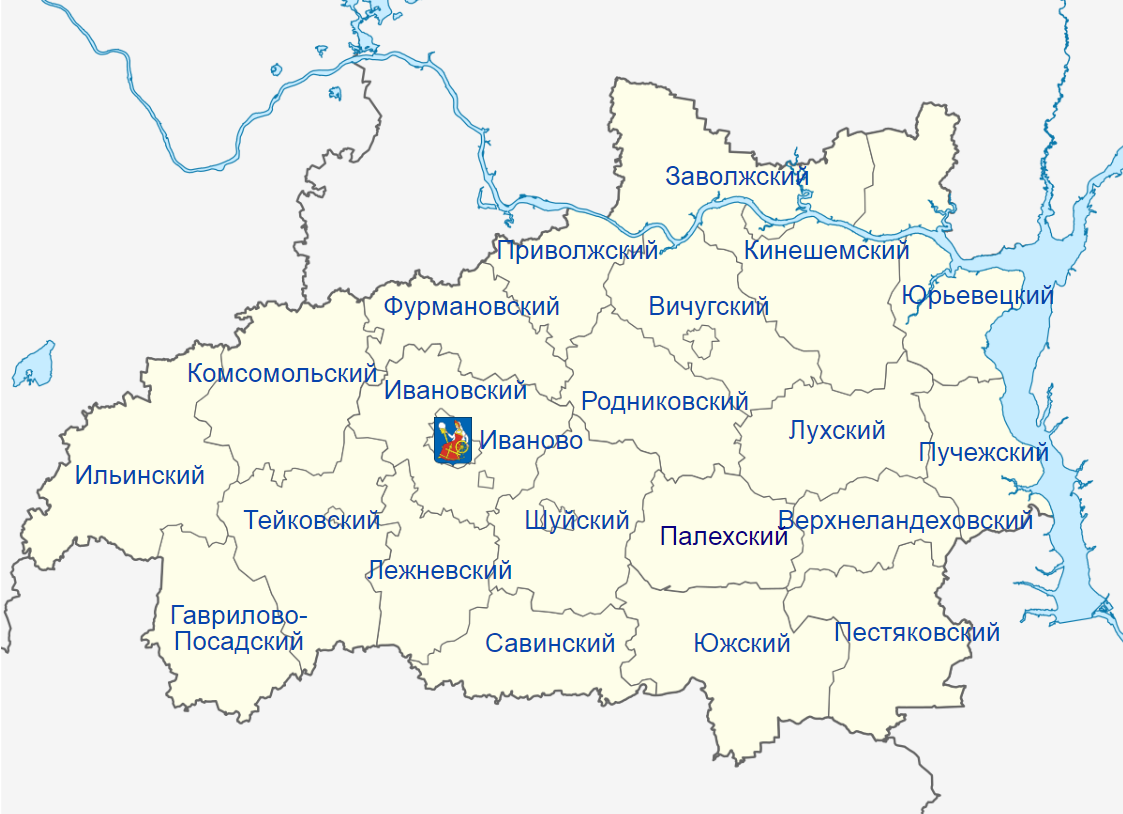 Заволжский
Приволжский
Кинешемский
Юрьевецкий
Фурмановский
Вичугский
Комсомольский
Ивановский
Родниковский
Иваново
Лухский
Пучежский
Ильинский
Тейковский
Шуйский
Палехский
Верхнеландеховский
Лежневский
Гаврилово-
Посадский
Савинский
Южский
Пестяковский